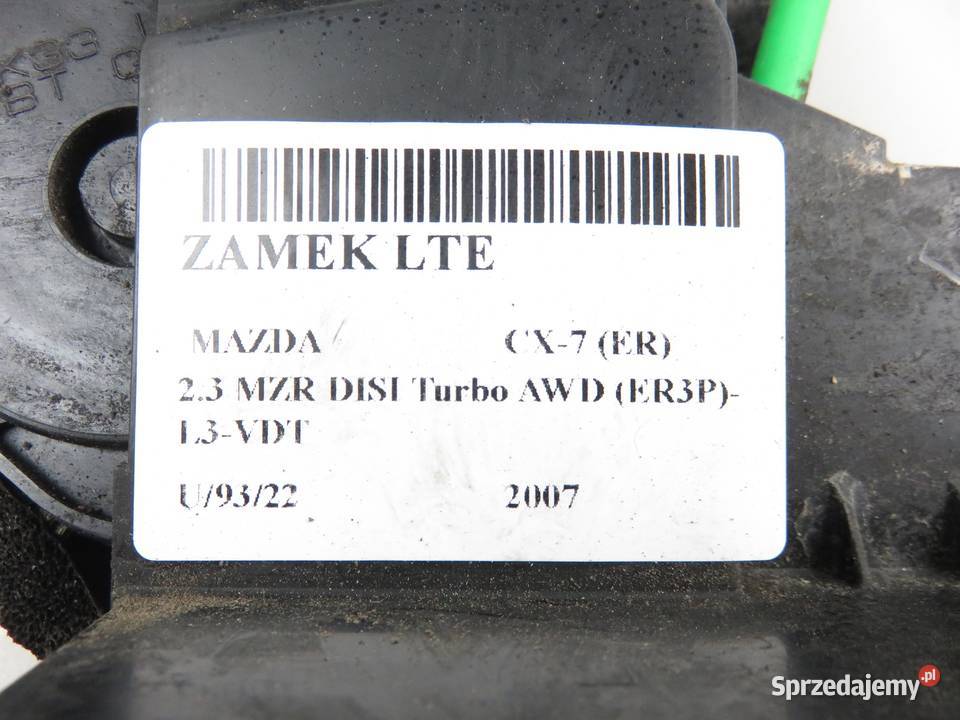 ZAMEK LTE
MAZDA CX-7 (ER)
2.3 MZR DISI Turbo AWD (ER3P)-
L3-VDT
U/93/22 2007
Sprzedajemy.pl